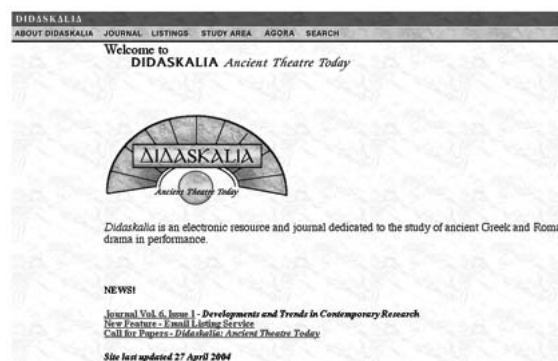 DIDASKALIA
ABOUT DIDASKALIA JOURNAL LISTINGS STUDY AREA AGORA SEARCH
Welcome to
DIDASKALIA Ancient Theatre Today
ΔIΔASKALIA
Ancient Theatre Today
Didaskalia is an electronic resource and journal dedicated to the study of ancient Greek and Roma
drama in performance.
NEWS!
Journal Vol. 6, Issue 1 - Developments and Trends in Contemporary Research
New Feature - Email Listing Service
Call for Papers - Didaskalia: Ancient Theatre Today
Site last updated 27 April 2004